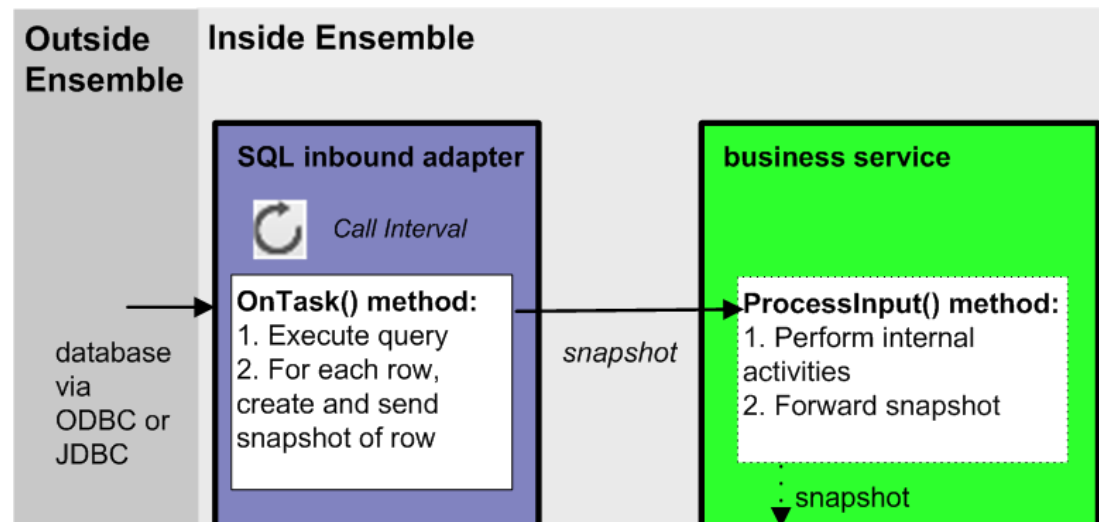 Outside
Ensemble
Inside Ensemble
SQL inbound adapter
Call Interval
OnTask() method:
1. Execute query
2. For each row,
create and send
snapshot of row
database
via
ODBC or
JDBC
snapshot
business service
ProcessInput() method:
1. Perform internal
activities
2. Forward snapshot
snapshot